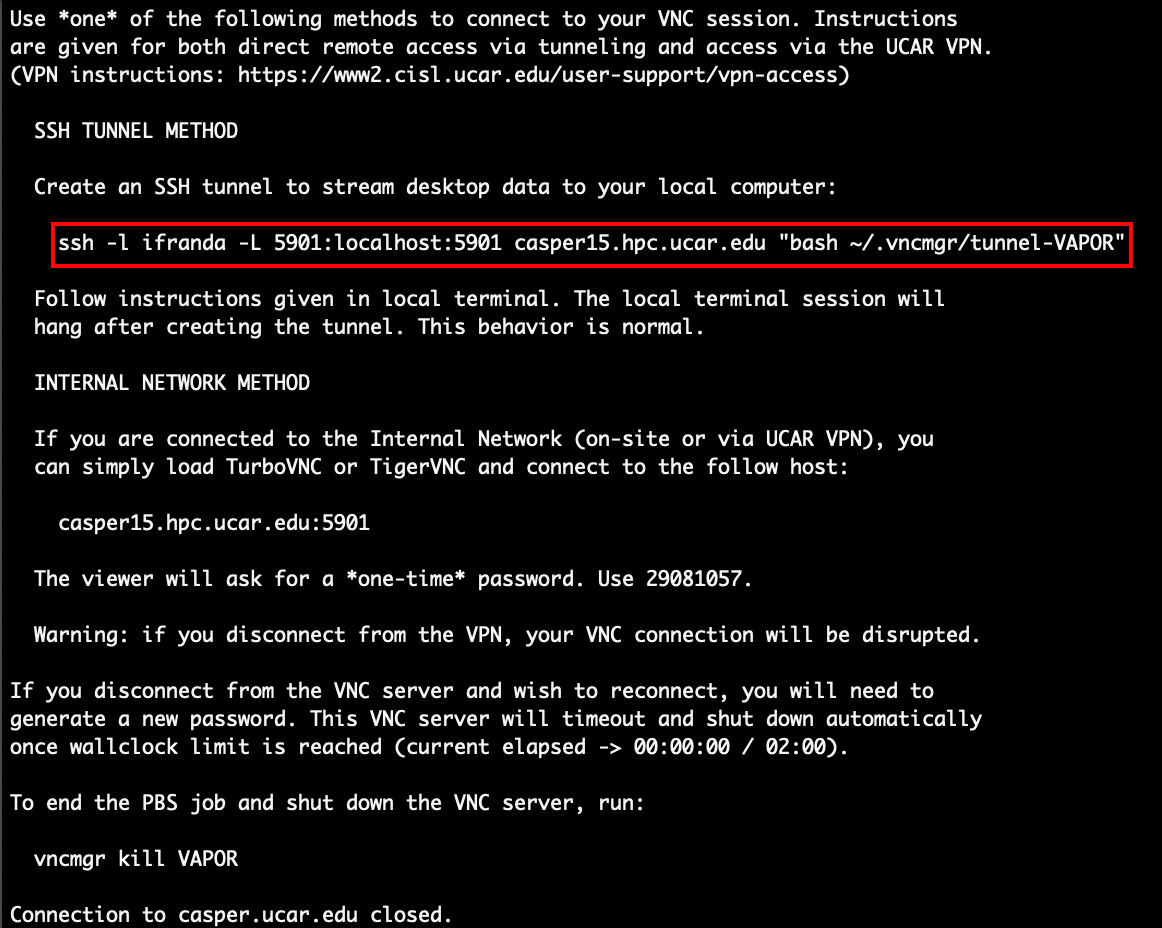 Use *one* of the following methods to connect to your VNC session. Instructions
are given for both direct remote access via tunneling and access via the UCAR VPN.
(VPN instructions: https://www2.cisl.ucar.edu/user-support/vpn-access)
SSH TUNNEL METHOD
Create an SSH tunnel to stream desktop data to your local computer:
ssh -l ifranda -L 5901:localhost:5901 casper15.hpc.ucar.edu "bash ~/.vncmgr/tunnel-VAPOR"
Follow instructions given in local terminal. The local terminal session will
hang after creating the tunnel. This behavior is normal.
INTERNAL NETWORK METHOD
If you are connected to the Internal Network (on-site or via UCAR VPN), you
can simply load TurboVNC or TigerVNC and connect to the follow host:
casper15.hpc.ucar.edu:5901
The viewer will ask for a *one-time* password. Use 29081057.
Warning: if you disconnect from the VPN, your VNC connection will be disrupted.
If you disconnect from the VNC server and wish to reconnect, you will need to
generate a new password. This VNC server will timeout and shut down automatically
once wallclock limit is reached (current elapsed -> 00:00:00 / 02:00).
To end the PBS job and shut down the VNC server, run:
vncmgr kill VAPOR
Connection to casper.ucar.edu closed.